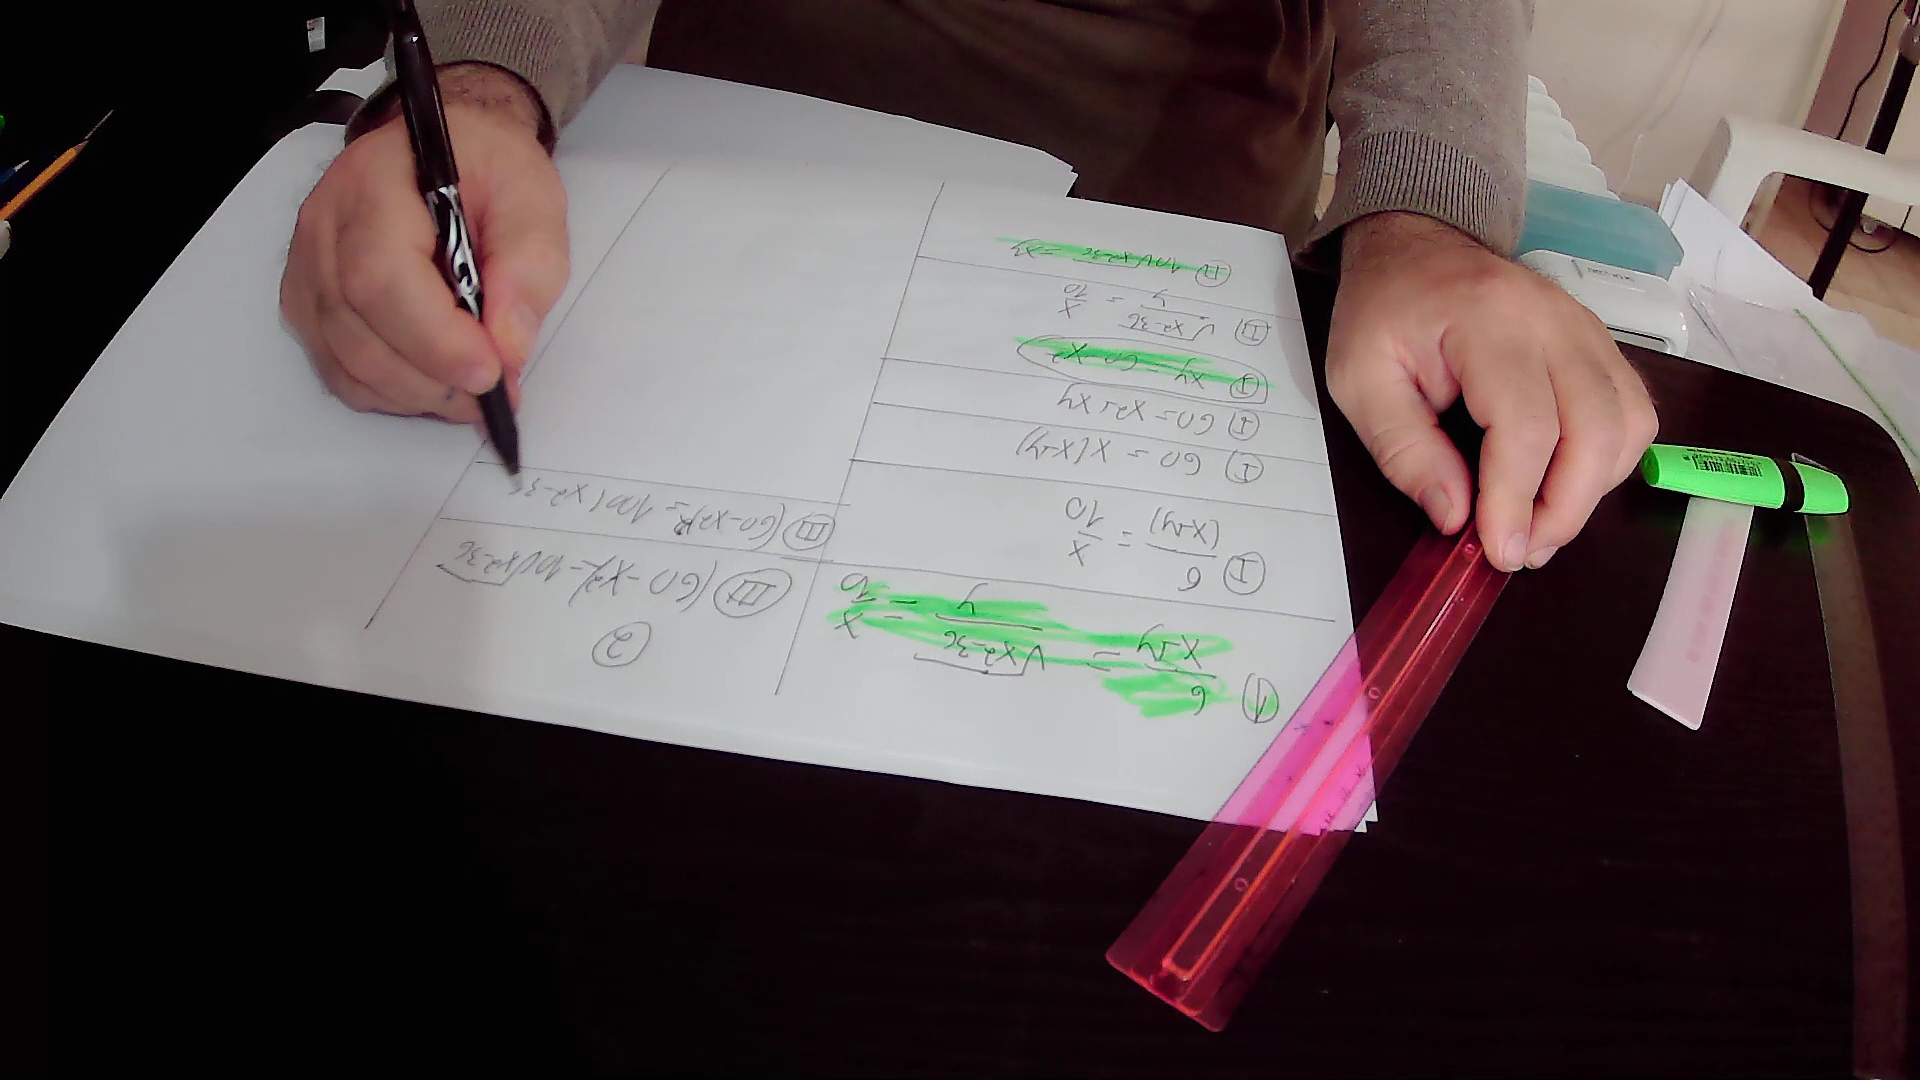 ① 6/(x+y) = √x²-36/y = x/10
Ⅰ 6/(x+y) = x/10
Ⅰ 60 = x(x+y)
Ⅰ 60 = x²+xy
Ⅰ xy = 60-x²
Ⅱ √x²-36/y = x/10
Ⅱ 10√x²-36 = xy
②
Ⅲ (60-x²) = 10√x²-36
Ⅲ (60-x²)² = 100(x²-36